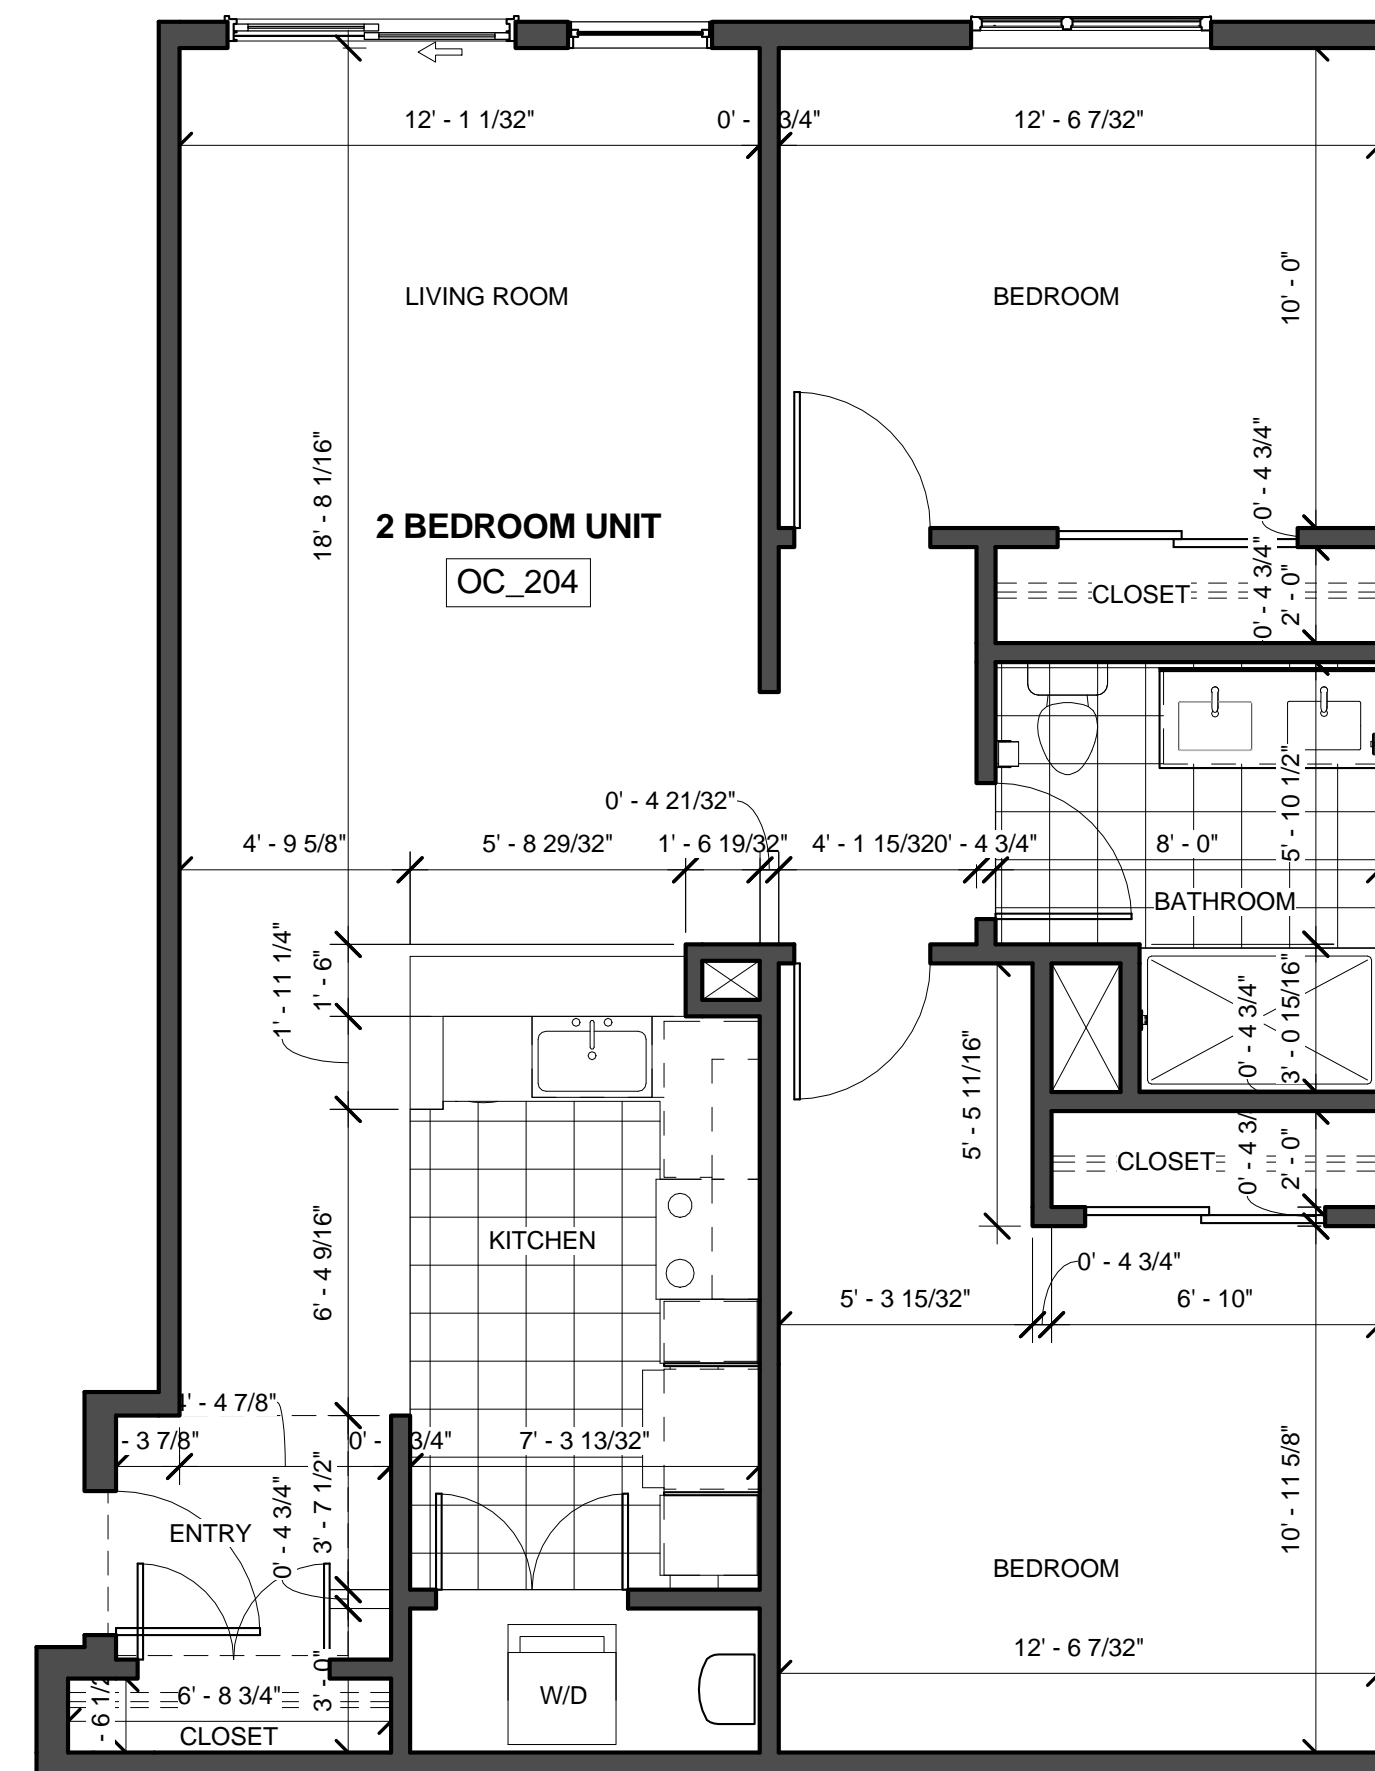 12' - 1 1/32"
0' - 3/4"
12' - 6 7/32"
LIVING ROOM
BEDROOM
10' - 0"
18' - 8 1/16"
0' - 4 3/4"
2 BEDROOM UNIT
OC_204
CLOSET
0' - 4 3/4"
2' - 0"
5' - 10 1/2"
0' - 4 21/32"
4' - 9 5/8"
5' - 8 29/32"
1' - 6 19/32"
4' - 1 15/32
0' - 4 3/4"
8' - 0"
BATHROOM
1' - 11 1/4"
1' - 6"
0' - 4 3/4"
3' - 0 15/16"
5' - 5 11/16"
CLOSET
0' - 4 3/
2' - 0"
6' - 4 9/16"
KITCHEN
0' - 4 3/4"
5' - 3 15/32"
6' - 10"
4' - 4 7/8"
- 3 7/8"
0' - 3/4"
7' - 3 13/32"
0' - 4 3/4"
3' - 7 1/2"
10' - 11 5/8"
ENTRY
BEDROOM
12' - 6 7/32"
- 6 1/2
6' - 8 3/4"
3' - 0"
W/D
CLOSET